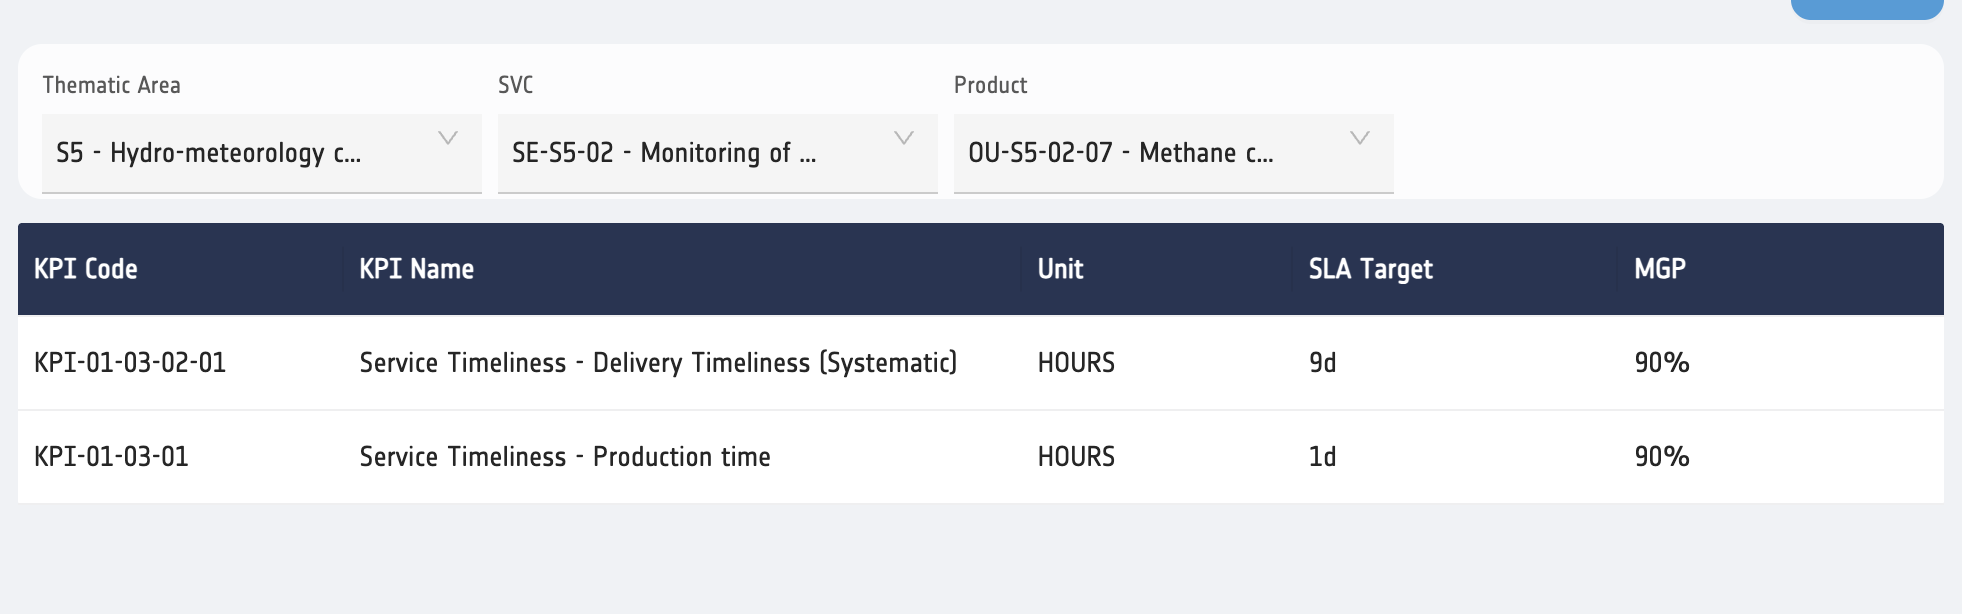 Thematic Area SVC Product
S5 - Hydro-meteorology c... SE-S5-02 - Monitoring of ... OU-S5-02-07 - Methane c...
KPI Code KPI Name Unit SLA Target MGP
KPI-01-03-02-01 Service Timeliness - Delivery Timeliness (Systematic) HOURS 9d 90%
KPI-01-03-01 Service Timeliness - Production time HOURS 1d 90%